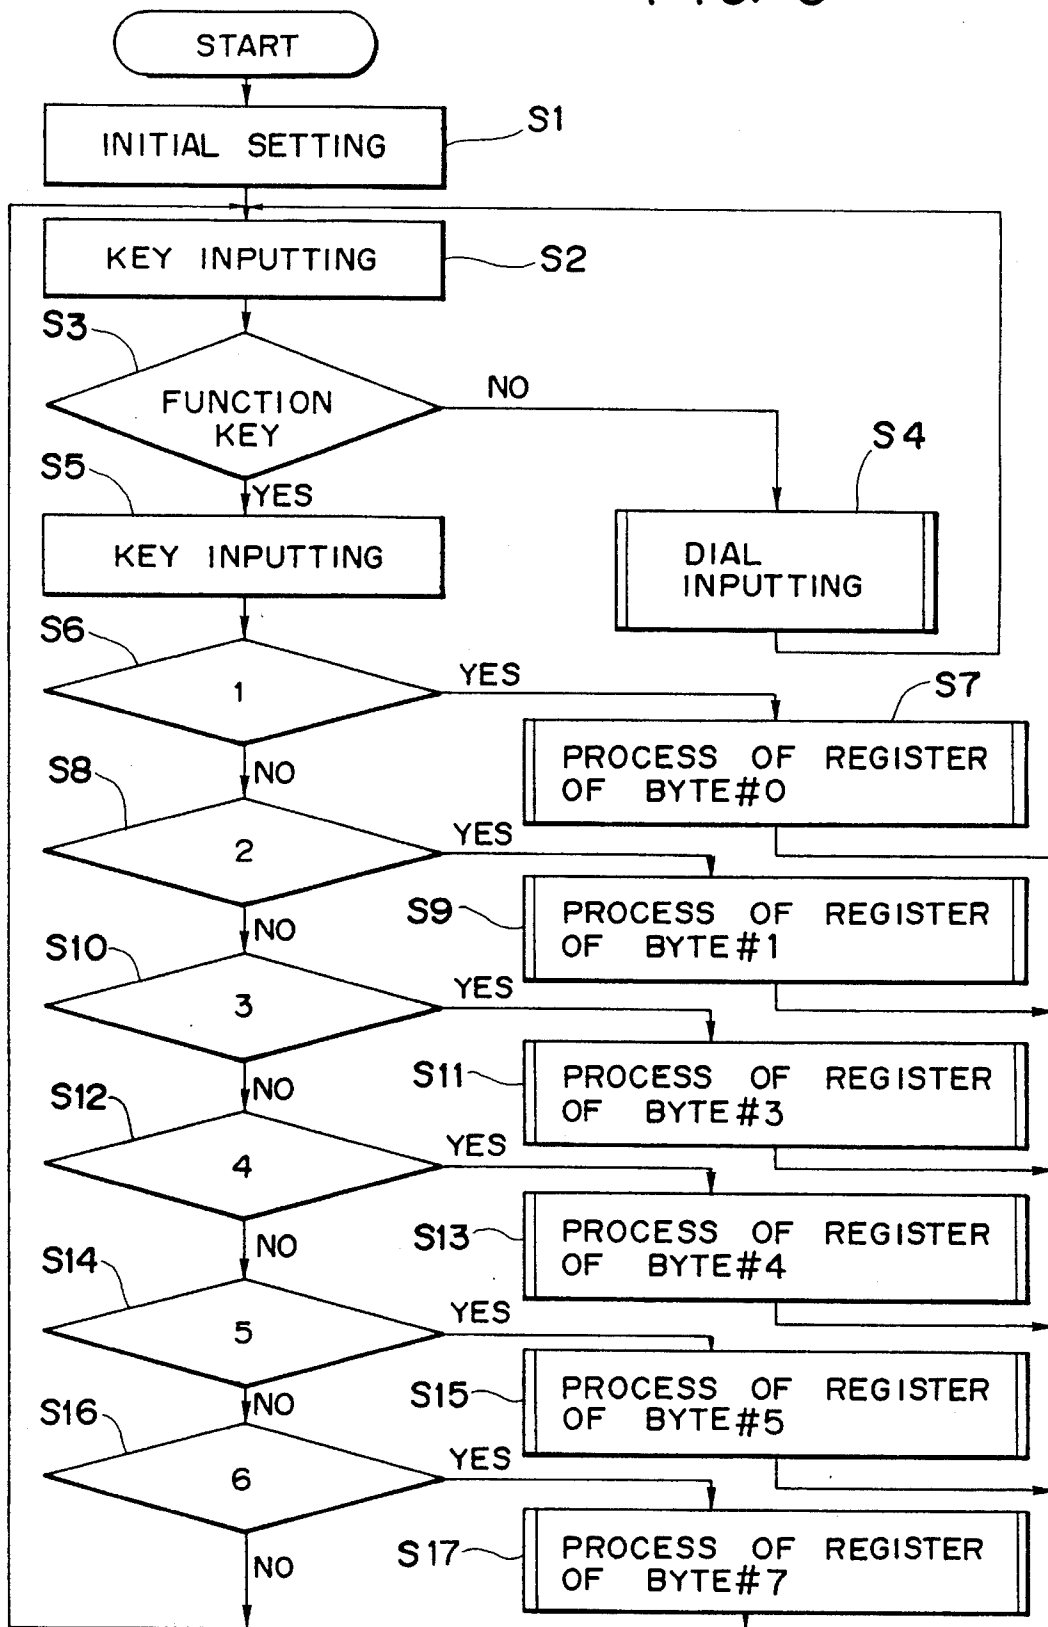 START
INITIAL SETTING
S1
KEY INPUTTING
S2
S3
FUNCTION
KEY
NO
S4
S5
YES
KEY INPUTTING
DIAL
INPUTTING
S6
1
YES
S7
PROCESS OF REGISTER
OF BYTE#0
NO
S8
2
YES
S9
PROCESS OF REGISTER
OF BYTE#1
NO
S10
3
YES
S11
PROCESS OF REGISTER
OF BYTE#3
NO
S12
4
YES
S13
PROCESS OF REGISTER
OF BYTE#4
NO
S14
5
YES
S15
PROCESS OF REGISTER
OF BYTE#5
NO
S16
6
YES
S17
PROCESS OF REGISTER
OF BYTE#7
NO